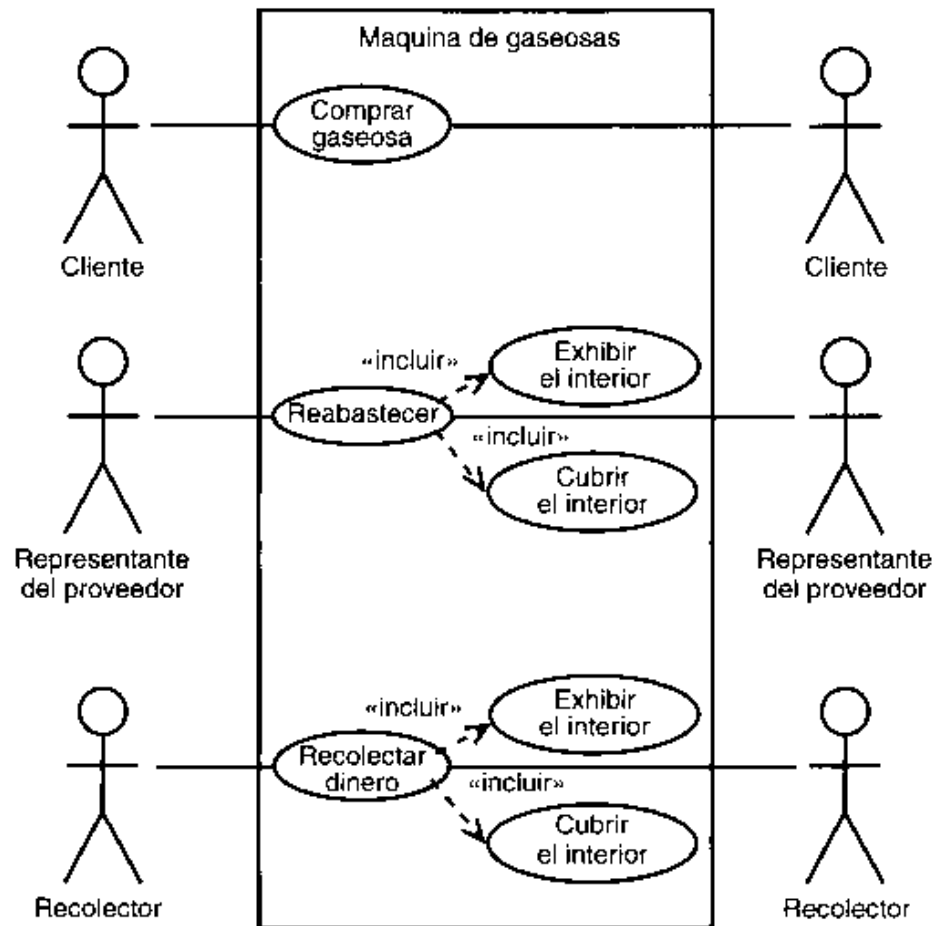 Maquina de gaseosas
Comprar
gaseosa
Cliente
Cliente
«incluir»
Exhibir
el interior
Reabastecer
«incluir»
Cubrir
el interior
Representante
del proveedor
Representante
del proveedor
«incluir»
Exhibir
el interior
Recolectar
dinero
«incluir»
Cubrir
el interior
Recolector
Recolector